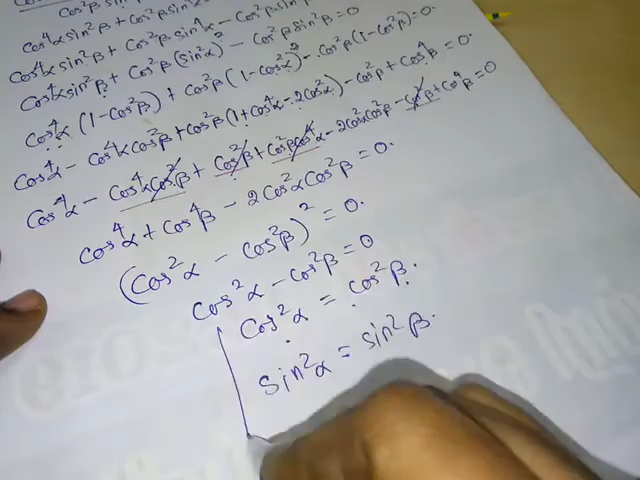 cos²β sin²
cos⁴α sin²β + cos²β sin⁴α - cos²β sin²
cos⁴α sin²β + cos²β (sin²α)² - cos²β sin²β = 0
cos⁴α (1 - cos²β) + cos²β (1 - cos²α)² - cos²β (1 - cos²β) = 0.
cos⁴α - cos⁴α cos²β + cos²β (1 + cos⁴α - 2cos²α) - cos²β + cos⁴β = 0.
cos⁴α - cos⁴α cos²β + cos²β + cos²β cos⁴α - 2cos²α cos²β - cos²β + cos⁴β = 0
cos⁴α + cos⁴β - 2cos²α cos²β = 0.
(cos²α - cos²β)² = 0.
cos²α - cos²β = 0
cos²α = cos²β.
sin²α = sin²β.